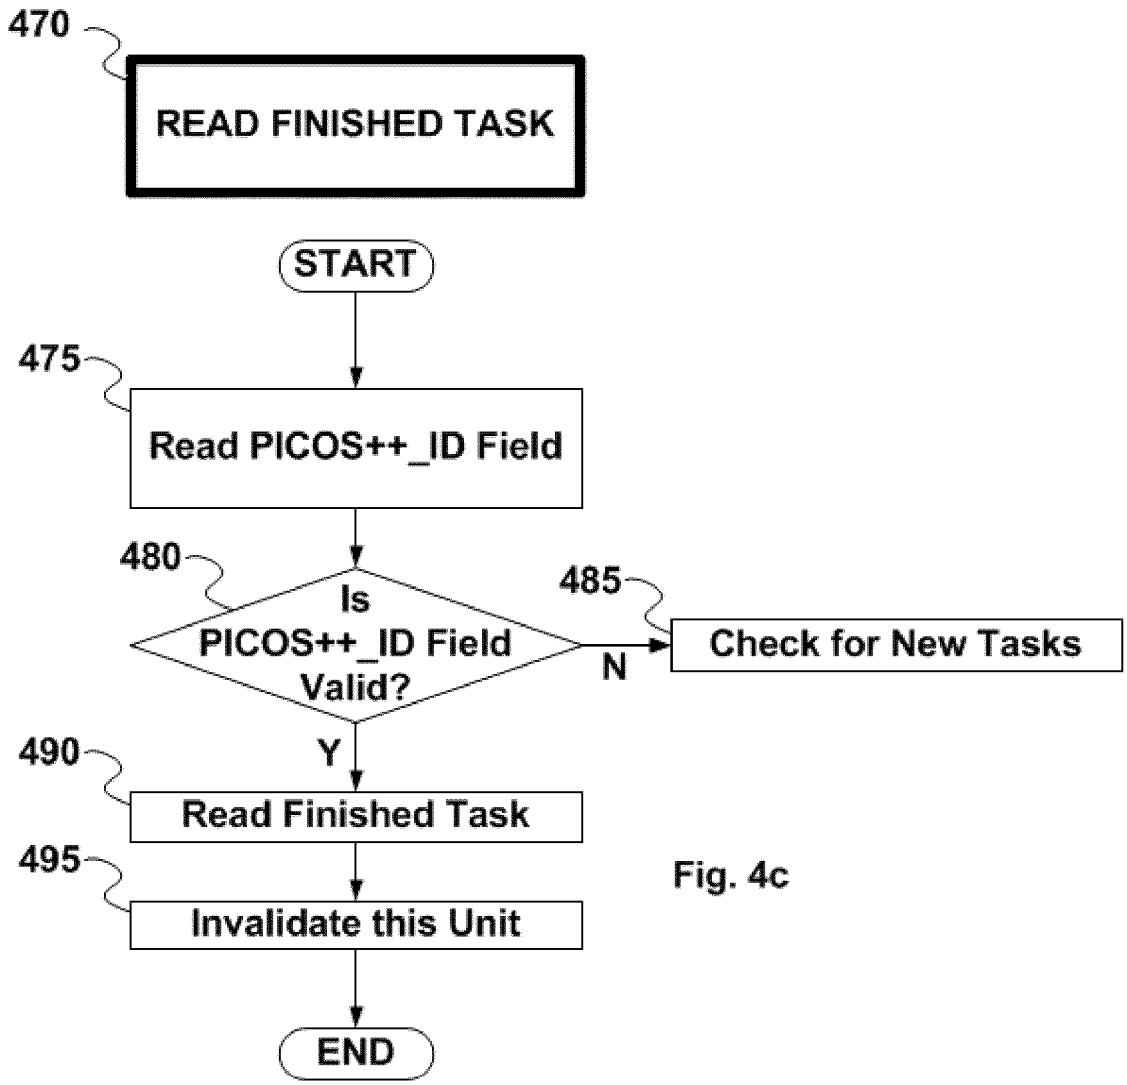 470
READ FINISHED TASK
START
475
Read PICOS++_ID Field
480
Is
PICOS++_ID Field
Valid?
N
485
Check for New Tasks
Y
490
Read Finished Task
495
Invalidate this Unit
Fig. 4c
END